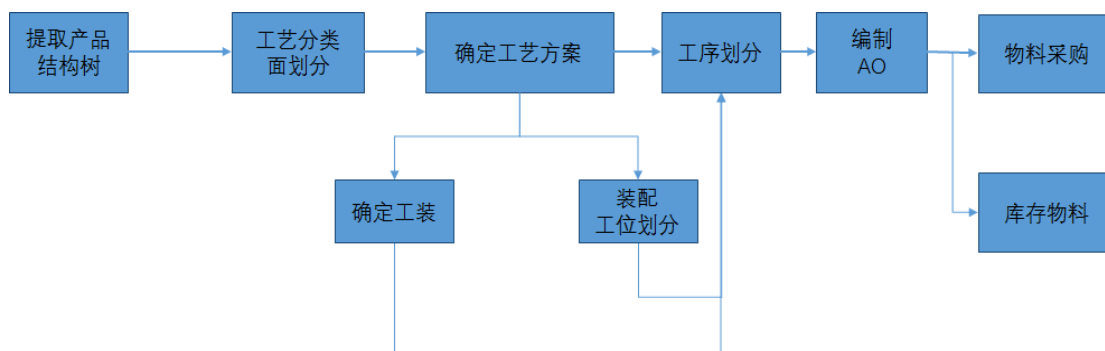 提取产品
结构树
工艺分类
面划分
确定工艺方案
工序划分
编制
AO
物料采购
确定工装
装配
工位划分
库存物料